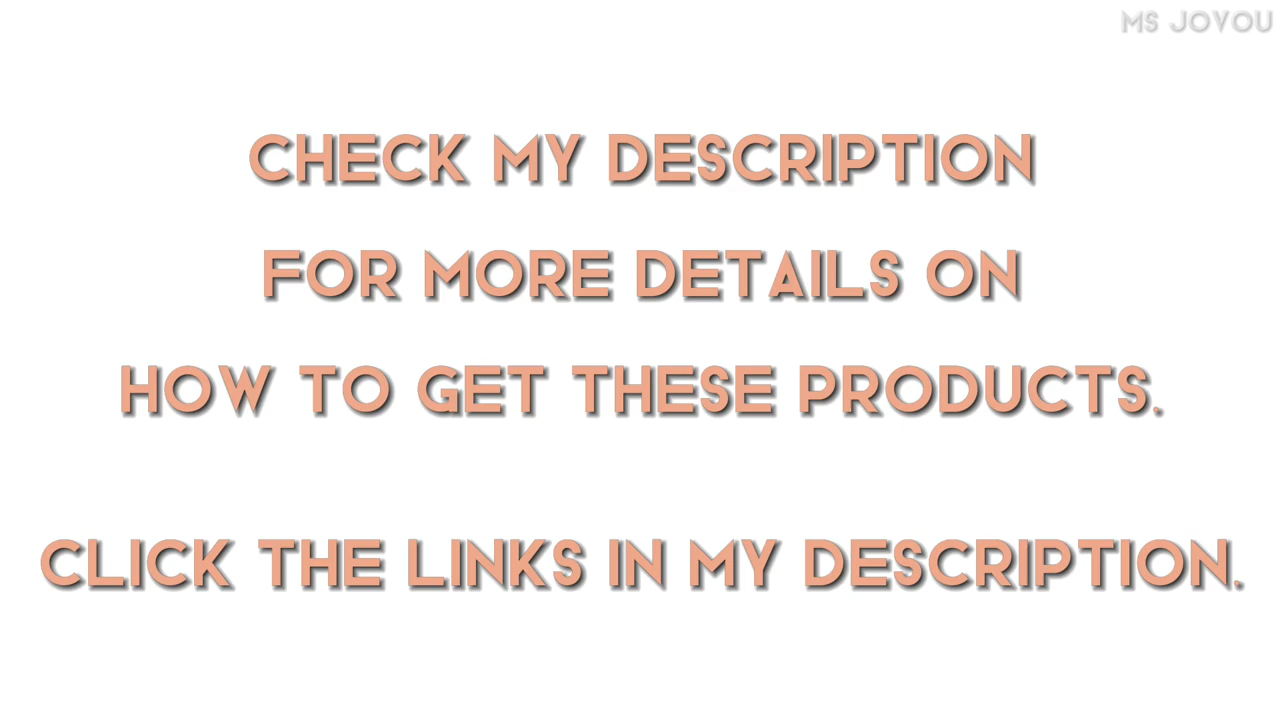 MS JOVOU
CHECK MY DESCRIPTION
FOR MORE DETAILS ON
HOW TO GET THESE PRODUCTS.
CLICK THE LINKS IN MY DESCRIPTION.